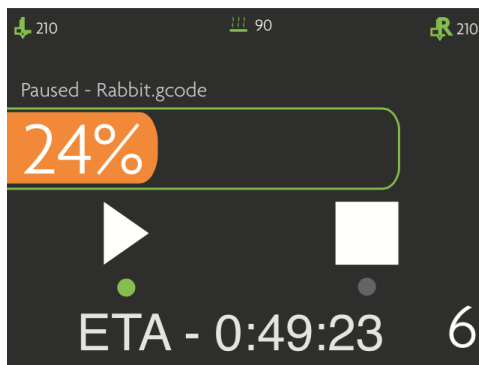 L 210
90
R 210
Paused - Rabbit.gcode
24%
ETA - 0:49:23
6